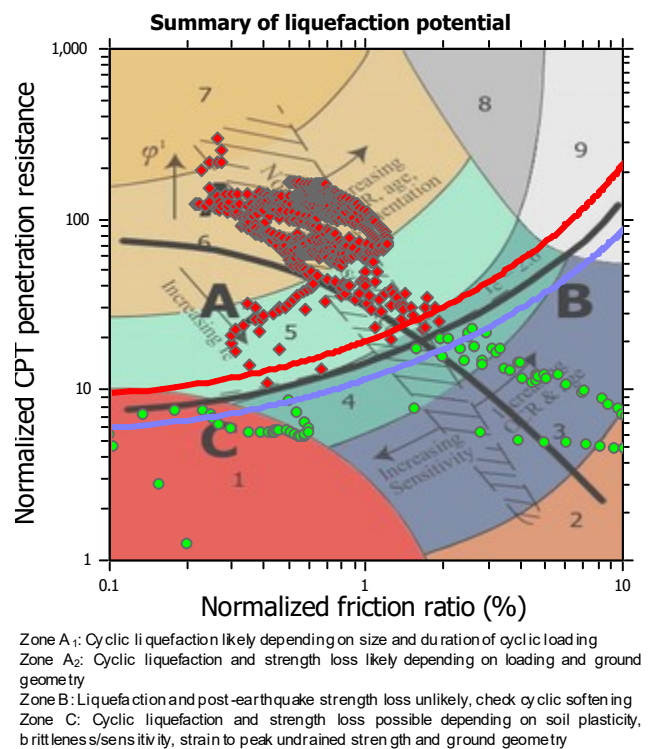 Summary of liquefaction potential
Normalized CPT penetration resistance
1,000
100
10
1
7
8
9
φ'
Increasing
R, age,
mentation
6
A
B
5
4
C
Increasing
3
Increasing
Sensitivity
1
2
0.1
1
10
Normalized friction ratio (%)
Zone A1: Cyclic liquefaction likely depending on size and duration of cyclic loading
Zone A2: Cyclic liquefaction and strength loss likely depending on loading and ground
geometry
Zone B: Liquefaction and post-earthquake strength loss unlikely, check cyclic softening
Zone C: Cyclic liquefaction and strength loss possible depending on soil plasticity,
brittleness/sensitivity, strain to peak undrained strength and ground geometry